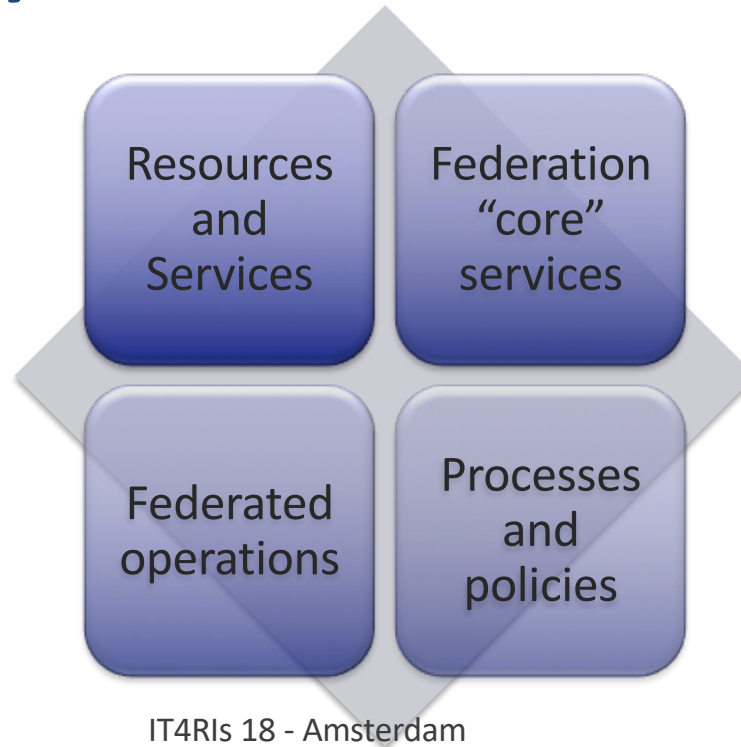 Resources
and
Services
Federation
“core”
services
Federated
operations
Processes
and
policies
IT4RIs 18 - Amsterdam